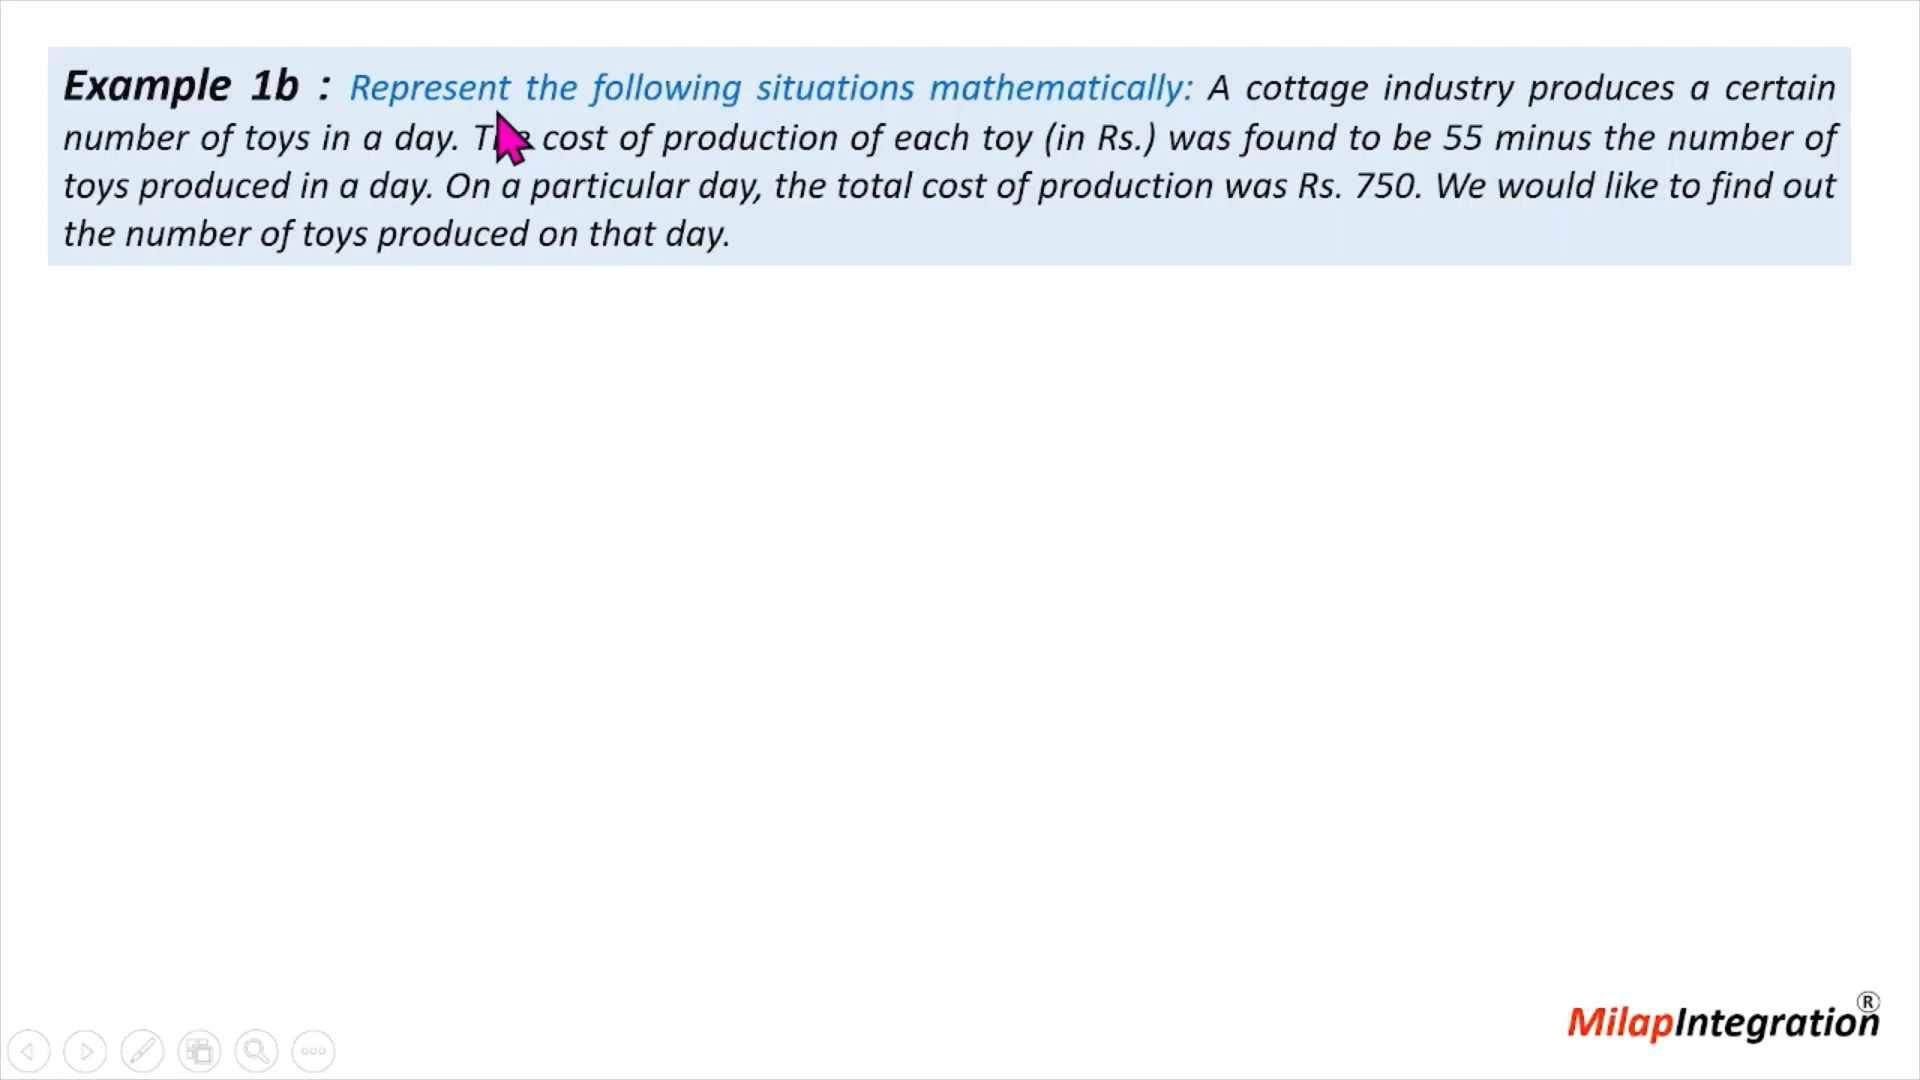 Example 1b : Represent the following situations mathematically: A cottage industry produces a certain
number of toys in a day. The cost of production of each toy (in Rs.) was found to be 55 minus the number of
toys produced in a day. On a particular day, the total cost of production was Rs. 750. We would like to find out
the number of toys produced on that day.
MilapIntegration®